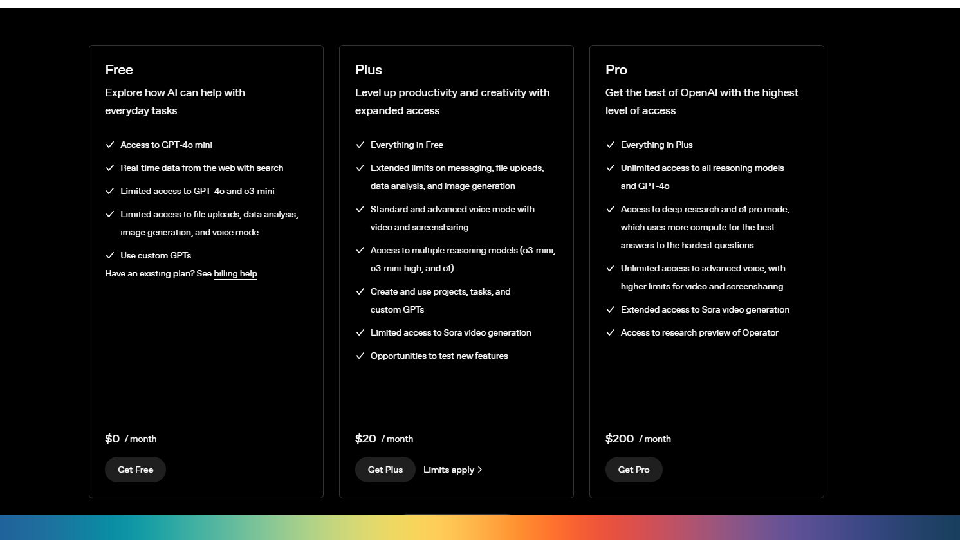 Free
Explore how AI can help with
everyday tasks
Access to GPT-4o mini
Real-time data from the web with search
Limited access to GPT-4o and o3-mini
Limited access to file uploads, data analysis,
image generation, and voice mode
Use custom GPTs
Have an existing plan? See billing help
$0 / month
Get Free
Plus
Level up productivity and creativity with
expanded access
Everything in Free
Extended limits on messaging, file uploads,
data analysis, and image generation
Standard and advanced voice mode with
video and screensharing
Access to multiple reasoning models (o3-mini,
o3-mini-high, and o1)
Create and use projects, tasks, and
custom GPTs
Limited access to Sora video generation
Opportunities to test new features
$20 / month
Get Plus
Limits apply >
Pro
Get the best of OpenAI with the highest
level of access
Everything in Plus
Unlimited access to all reasoning models
and GPT-4o
Access to deep research and o1 pro mode,
which uses more compute for the best
answers to the hardest questions
Unlimited access to advanced voice, with
higher limits for video and screensharing
Extended access to Sora video generation
Access to research preview of Operator
$200 / month
Get Pro